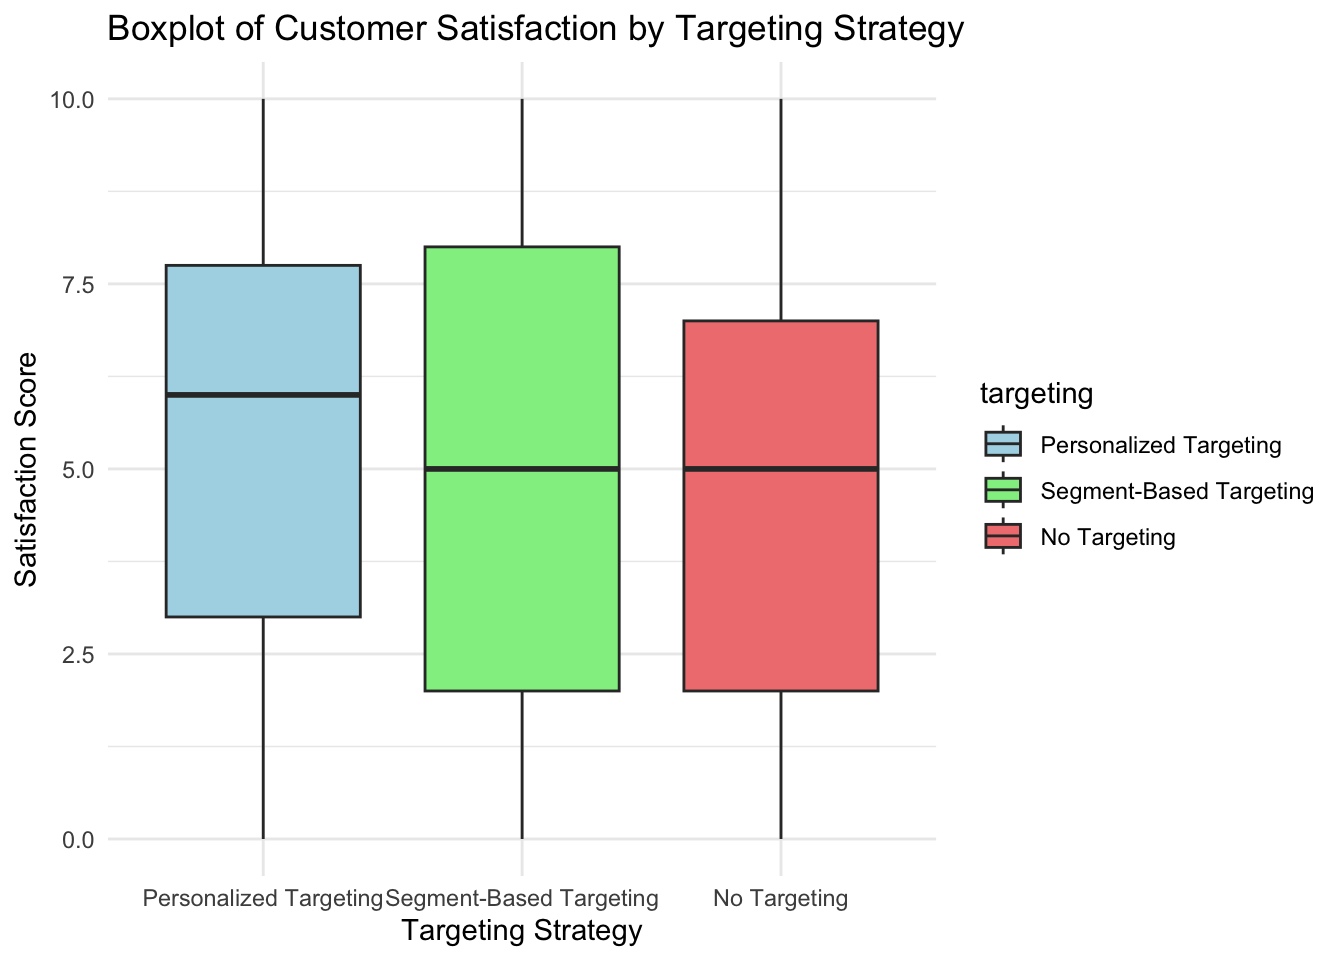 Boxplot of Customer Satisfaction by Targeting Strategy
Satisfaction Score
10.0
7.5
5.0
2.5
0.0
Personalized Targeting
Segment-Based Targeting
No Targeting
Targeting Strategy
targeting
Personalized Targeting
Segment-Based Targeting
No Targeting